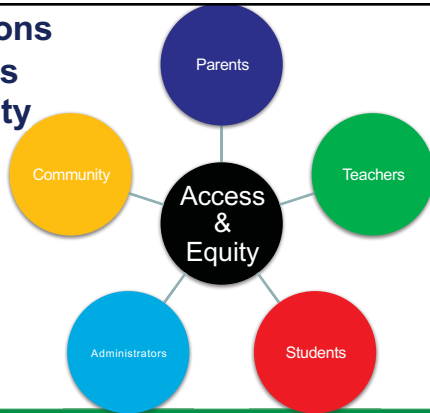 ons
s
ty
Parents
Community
Teachers
Access
&
Equity
Administrators
Students